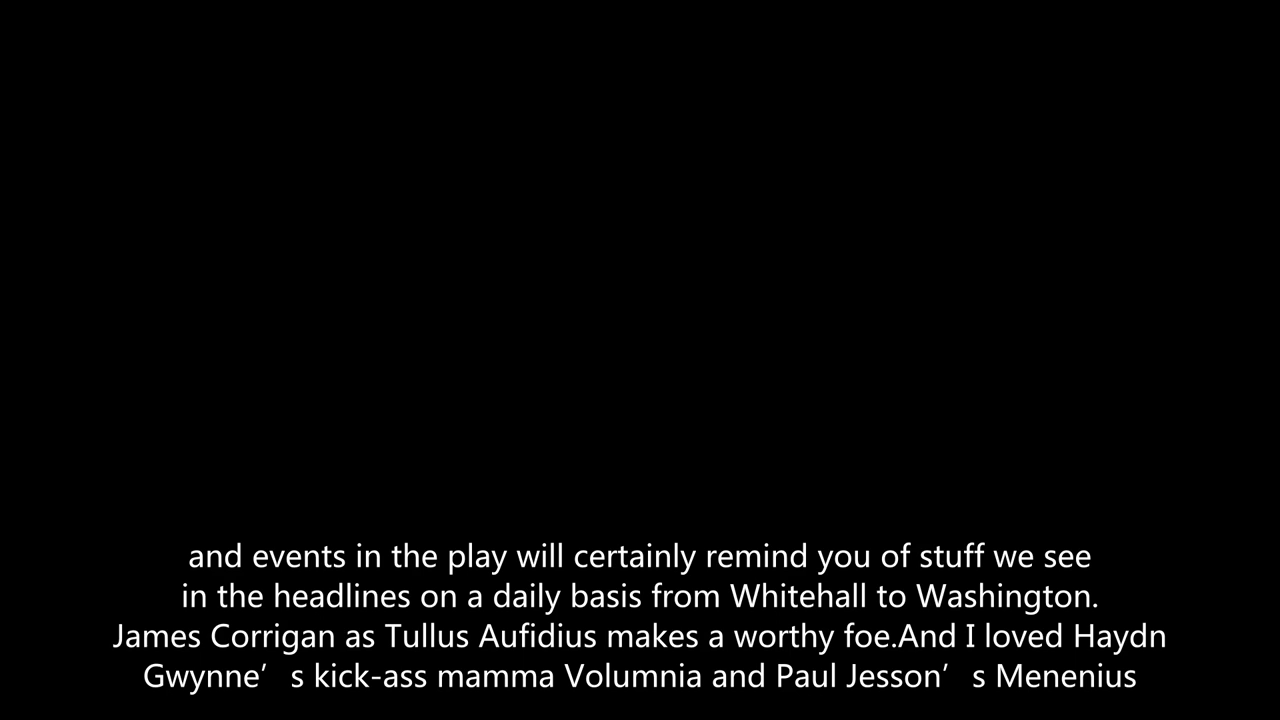 and events in the play will certainly remind you of stuff we see
in the headlines on a daily basis from Whitehall to Washington.
James Corrigan as Tullus Aufidius makes a worthy foe.And I loved Haydn
Gwynne’s kick-ass mamma Volumnia and Paul Jesson’s Menenius